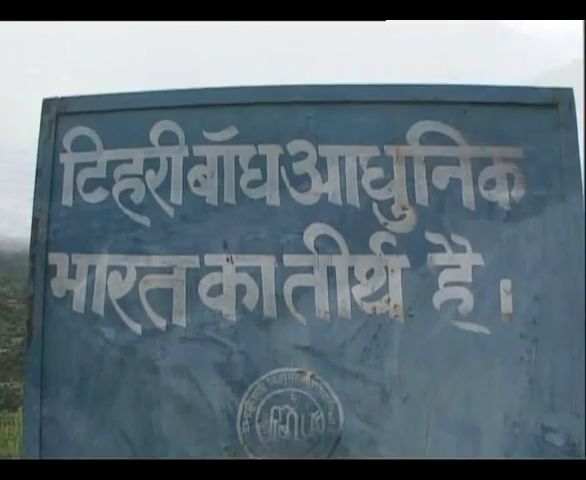 टिहरी बाँध आधुनिक
भारत का तीर्थ है।